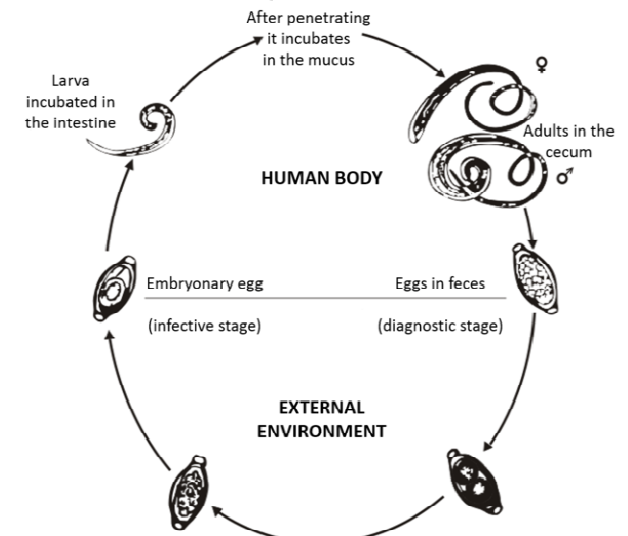 After penetrating
it incubates
in the mucus
Larva
incubated in
the intestine
♀
Adults in the
cecum
♂
HUMAN BODY
Embryonary egg
Eggs in feces
(infective stage)
(diagnostic stage)
EXTERNAL
ENVIRONMENT